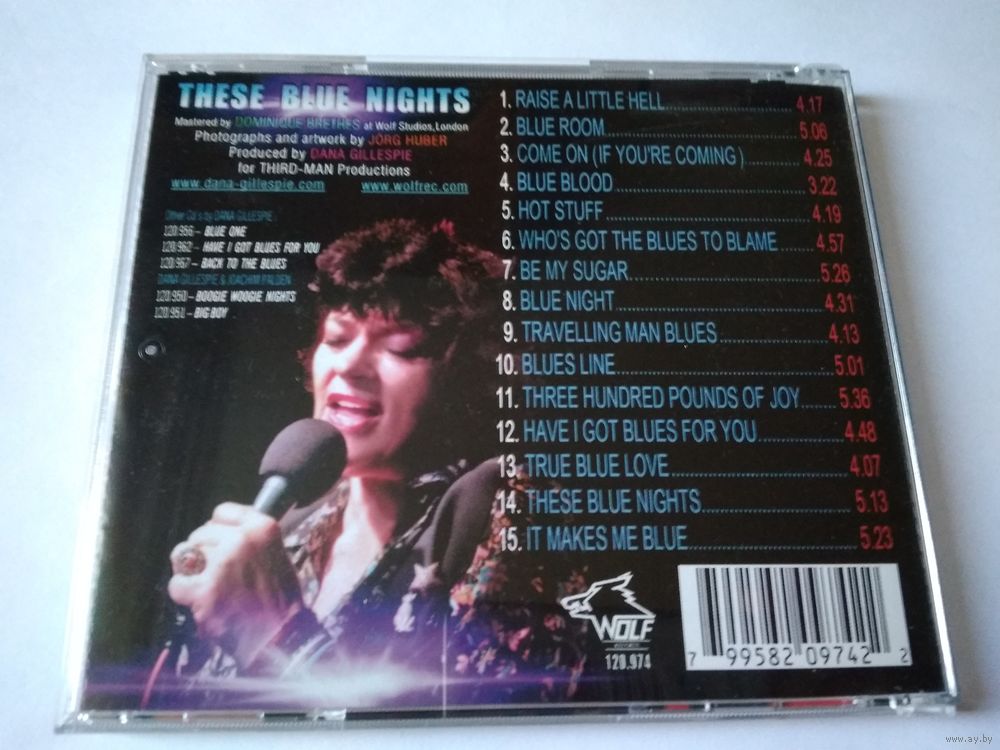 THESE BLUE NIGHTS
Mastered by DOMINIQUE BRETHES at Wolf Studios, London
Photographs and artwork by JÖRG HUBER
Produced by DANA GILLESPIE
for THIRD-MAN Productions
www.dana-gillespie.com www.wolfrec.com
Other Cd's by DANA GILLESPIE:
120.956 - BLUE ONE
120.962 - HAVE I GOT BLUES FOR YOU
120.967 - BACK TO THE BLUES
DANA GILLESPIE & JOACHIM PALDEN
120.950 - BOOGIE WOOGIE NIGHTS
120.951 - BIG BOY
1. RAISE A LITTLE HELL 4.17
2. BLUE ROOM 5.06
3. COME ON (IF YOU'RE COMING) 4.25
4. BLUE BLOOD 3.22
5. HOT STUFF 4.19
6. WHO'S GOT THE BLUES TO BLAME 4.57
7. BE MY SUGAR 5.26
8. BLUE NIGHT 4.31
9. TRAVELLING MAN BLUES 4.13
10. BLUES LINE 5.01
11. THREE HUNDRED POUNDS OF JOY 5.36
12. HAVE I GOT BLUES FOR YOU 4.48
13. TRUE BLUE LOVE 4.07
14. THESE BLUE NIGHTS 5.13
15. IT MAKES ME BLUE 5.23
WOLF
120.974
7 99582 09742 2
www.ay.by